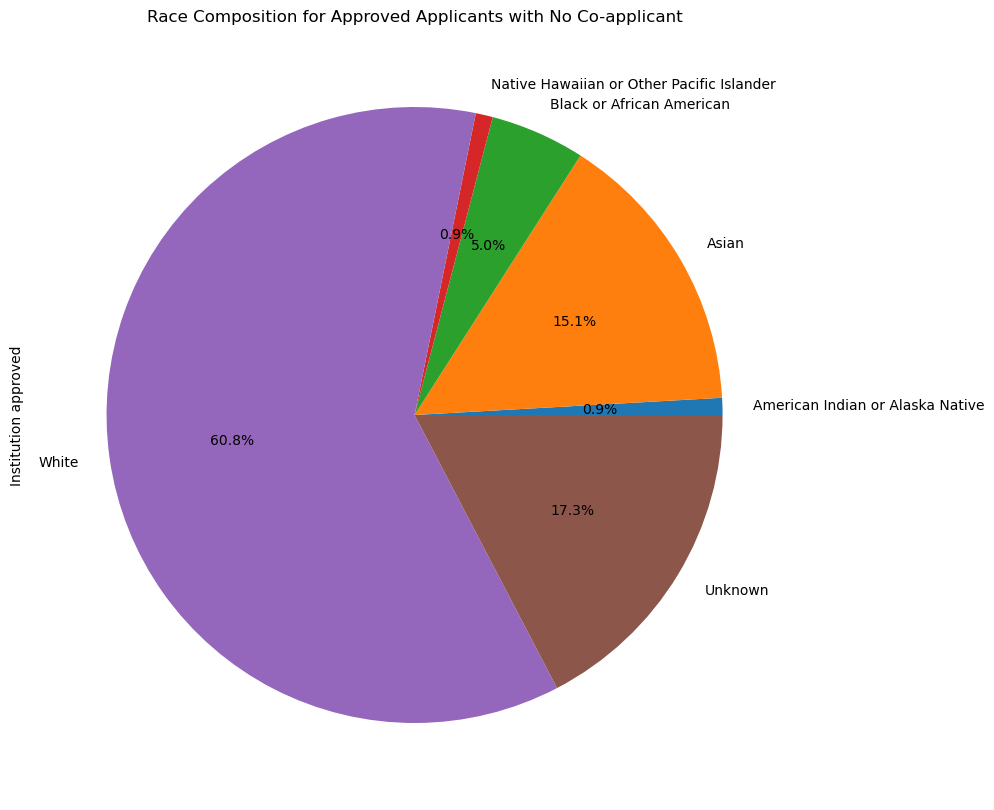 Race Composition for Approved Applicants with No Co-applicant
Native Hawaiian or Other Pacific Islander
Black or African American
0.9%
5.0%
Asian
15.1%
American Indian or Alaska Native
0.9%
Institution approved
60.8%
White
17.3%
Unknown